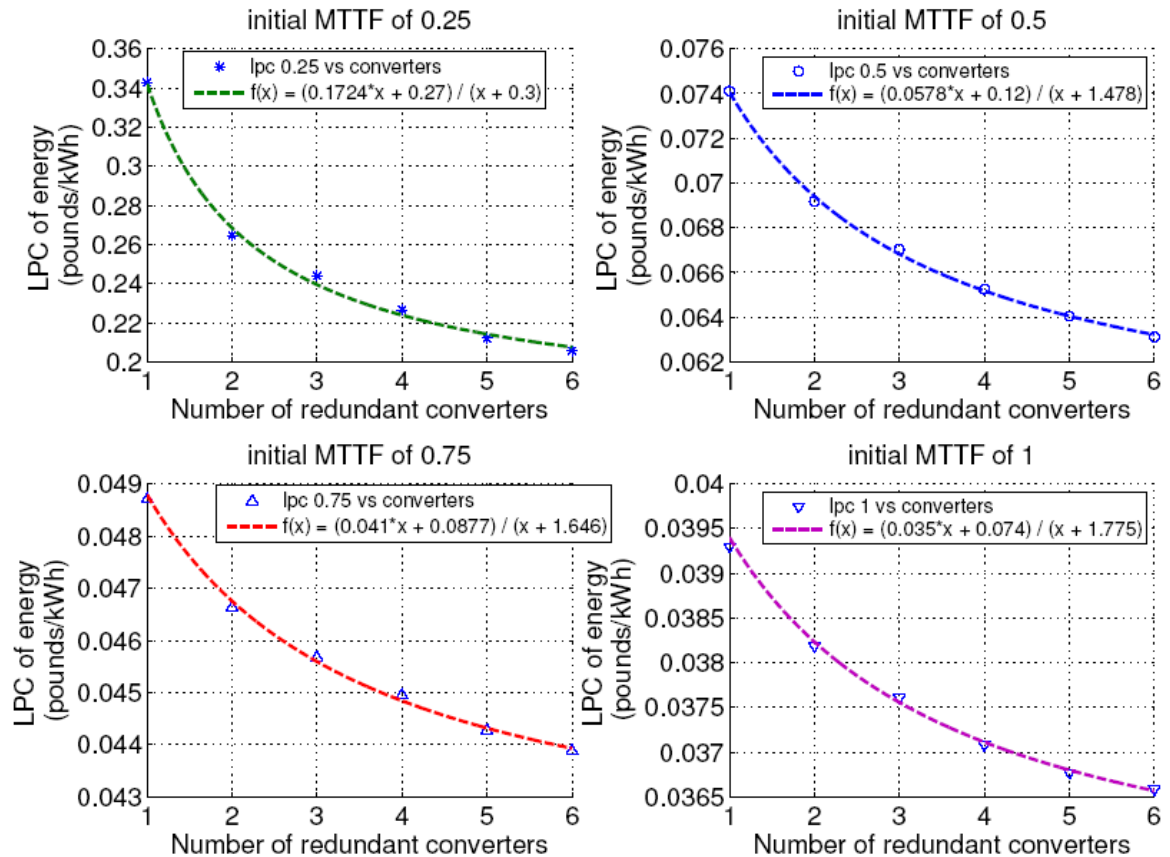 initial MTTF of 0.25
0.36
0.34
0.32
0.3
0.28
0.26
0.24
0.22
0.2
LPC of energy
(pounds/kWh)
lpc 0.25 vs converters
f(x) = (0.1724*x + 0.27) / (x + 0.3)
1 2 3 4 5 6
Number of redundant converters
initial MTTF of 0.5
0.076
0.074
0.072
0.07
0.068
0.066
0.064
0.062
LPC of energy
(pounds/kWh)
lpc 0.5 vs converters
f(x) = (0.0578*x + 0.12) / (x + 1.478)
1 2 3 4 5 6
Number of redundant converters
initial MTTF of 0.75
0.049
0.048
0.047
0.046
0.045
0.044
0.043
LPC of energy
(pounds/kWh)
lpc 0.75 vs converters
f(x) = (0.041*x + 0.0877) / (x + 1.646)
1 2 3 4 5 6
Number of redundant converters
initial MTTF of 1
0.04
0.0395
0.039
0.0385
0.038
0.0375
0.037
0.0365
LPC of energy
(pounds/kWh)
lpc 1 vs converters
f(x) = (0.035*x + 0.074) / (x + 1.775)
1 2 3 4 5 6
Number of redundant converters